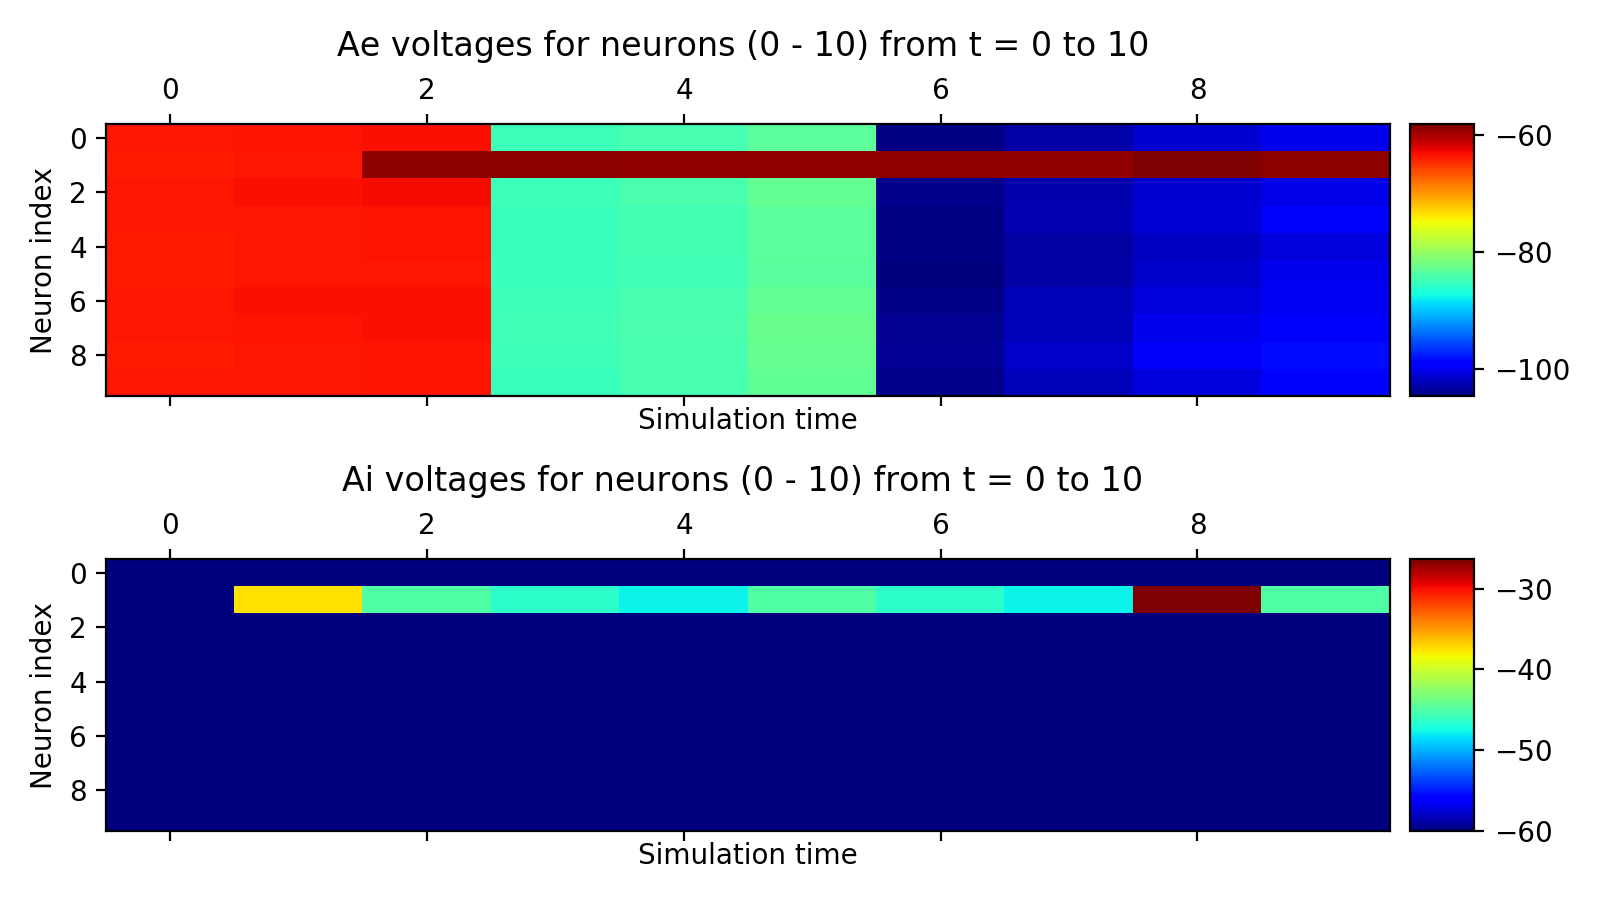 Ae voltages for neurons (0 - 10) from t = 0 to 10
0 2 4 6 8
Neuron index
0
2
4
6
8
−60
−80
−100
Simulation time
Ai voltages for neurons (0 - 10) from t = 0 to 10
0 2 4 6 8
Neuron index
0
2
4
6
8
−30
−40
−50
−60
Simulation time